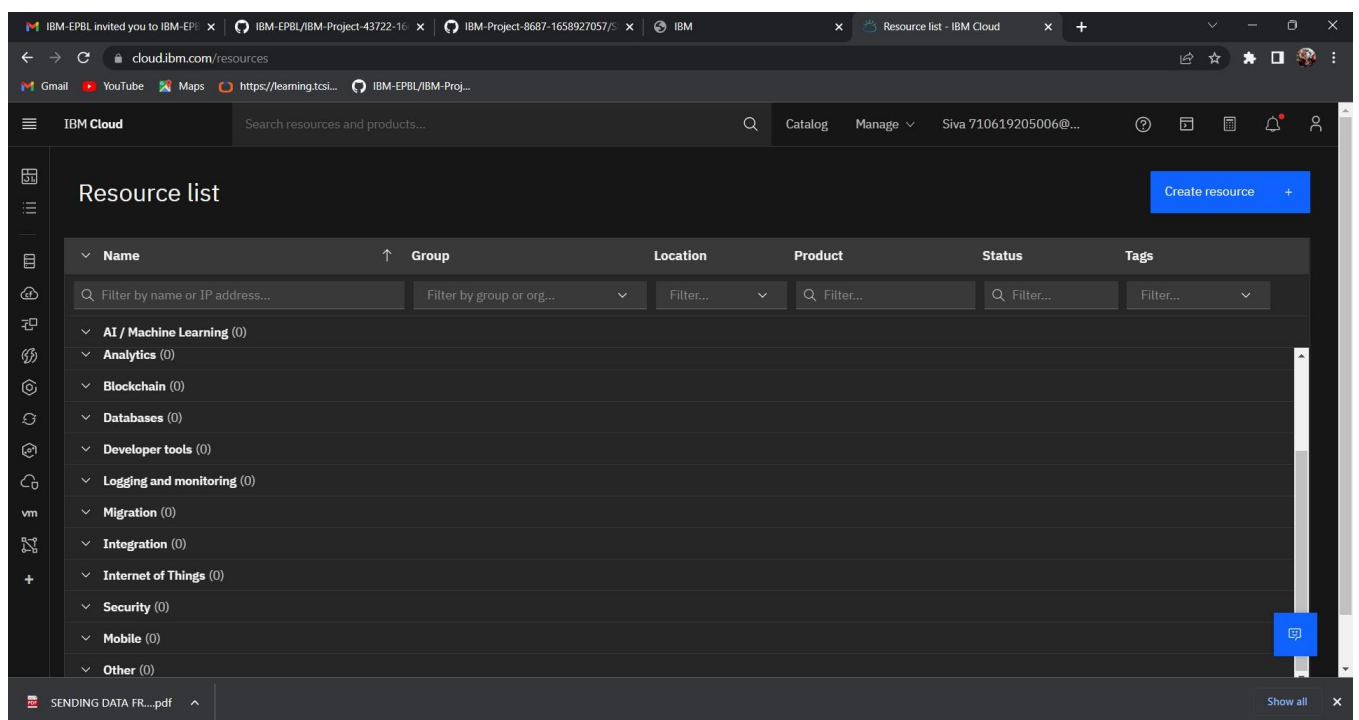 IBM-EPBL invited you to IBM-EPB
IBM-EPBL/IBM-Project-43722-16
IBM-Project-8687-1658927057/S
IBM
Resource list - IBM Cloud
cloud.ibm.com/resources
Gmail
YouTube
Maps
https://learning.tcsi...
IBM-EPBL/IBM-Proj...
IBM Cloud
Search resources and products...
Catalog
Manage
Siva 710619205006@...
Resource list
Create resource +
Name
Group
Location
Product
Status
Tags
Filter by name or IP address...
Filter by group or org...
Filter...
Filter...
Filter...
Filter...
AI / Machine Learning (0)
Analytics (0)
Blockchain (0)
Databases (0)
Developer tools (0)
Logging and monitoring (0)
vm
Migration (0)
Integration (0)
Internet of Things (0)
Security (0)
Mobile (0)
Other (0)
SENDING DATA FR....pdf
PDF
Show all